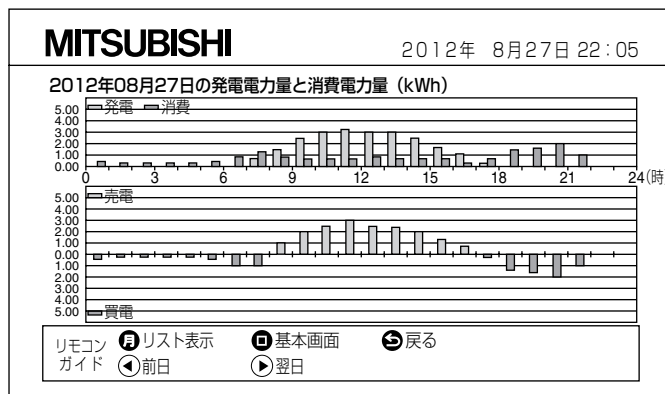 MITSUBISHI
2012年 8月27日 22:05
2012年08月27日の発電電力量と消費電力量（kWh）
5.00 発電 消費
4.00
3.00
2.00
1.00
0.00
0 3 6 9 12 15 18 21 24(時)
5.00 売電
4.00
3.00
2.00
1.00
0.00
1.00
2.00
3.00
4.00
5.00 買電
リモコンガイド
月 リスト表示 基本画面 戻る
前日 翌日